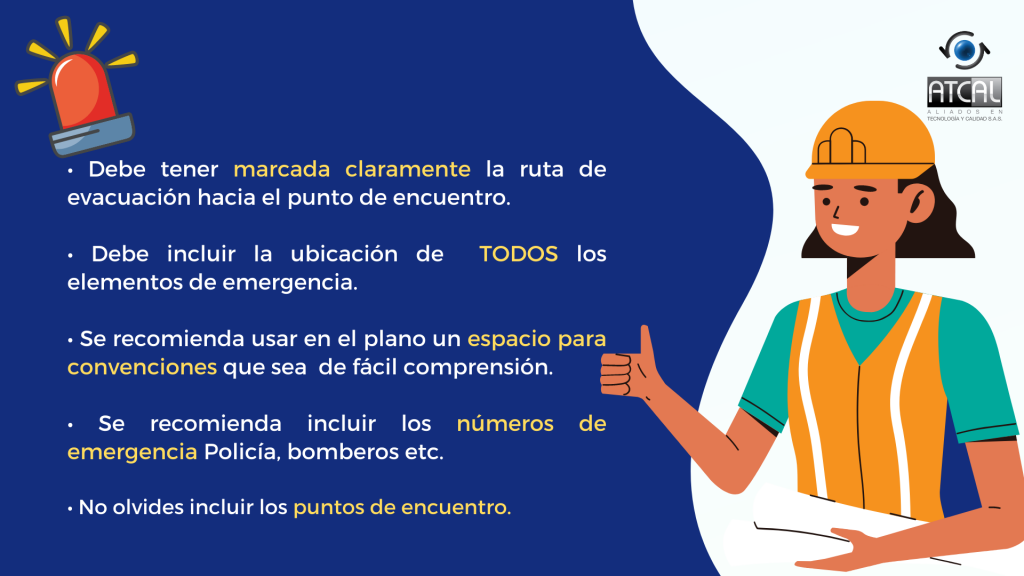 ATCAL
ALIADOS EN
TECNOLOGÍA Y CALIDAD S.A.S.
• Debe tener marcada claramente la ruta de
evacuación hacia el punto de encuentro.
• Debe incluir la ubicación de TODOS los
elementos de emergencia.
• Se recomienda usar en el plano un espacio para
convenciones que sea de fácil comprensión.
• Se recomienda incluir los números de
emergencia Policía, bomberos etc.
• No olvides incluir los puntos de encuentro.